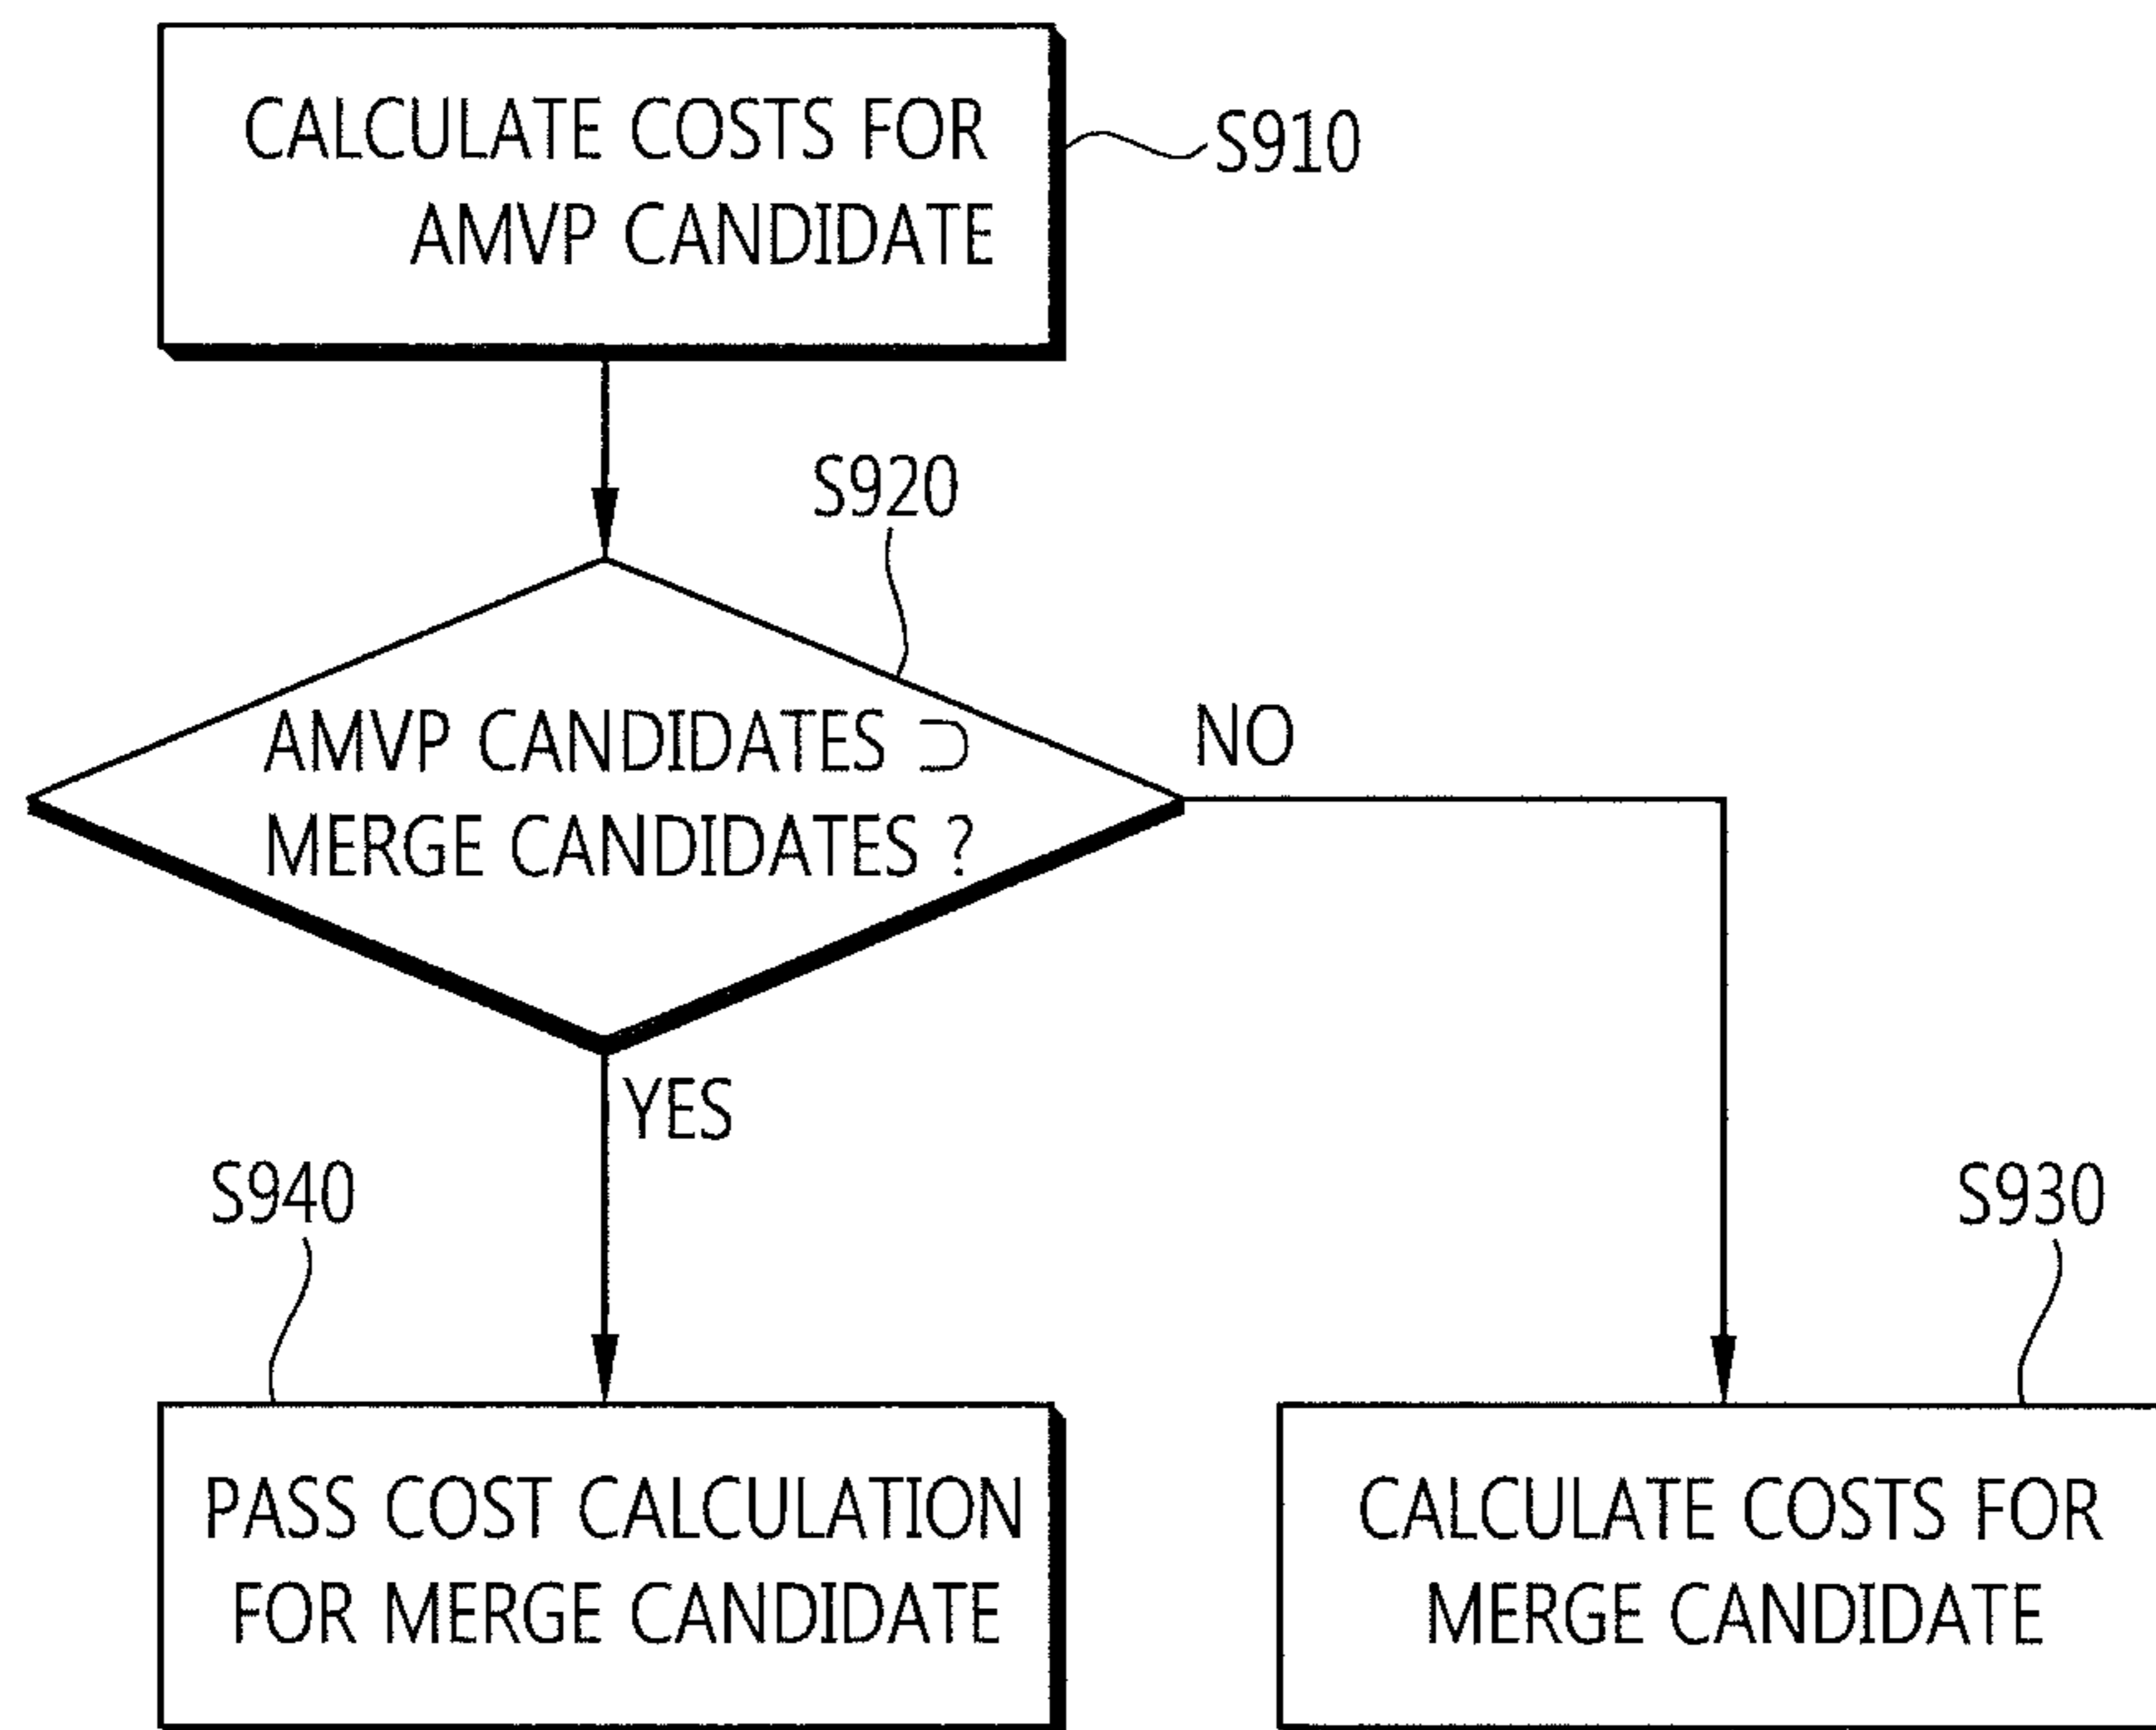 CALCULATE COSTS FOR
AMVP CANDIDATE
S910
S920
AMVP CANDIDATES ⊃
MERGE CANDIDATES ?
NO
YES
S940
S930
PASS COST CALCULATION
FOR MERGE CANDIDATE
CALCULATE COSTS FOR
MERGE CANDIDATE